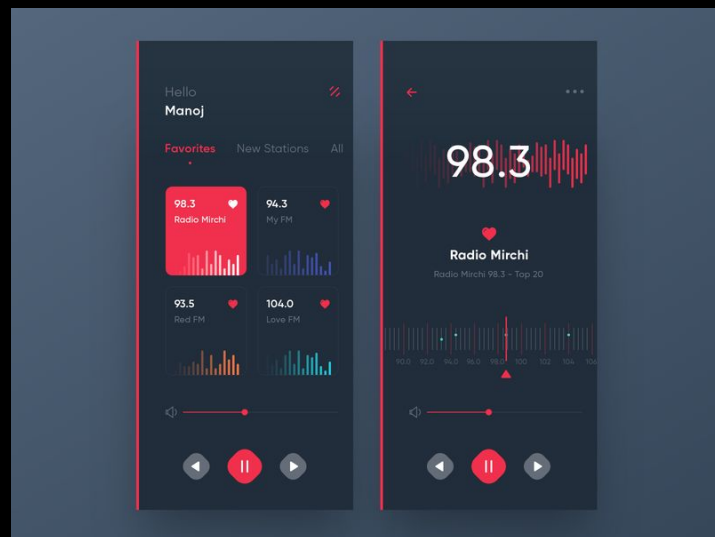 Hello
Manoj
Favorites New Stations All
98.3
Radio Mirchi
94.3
My FM
93.5
Red FM
104.0
Love FM
98.3
Radio Mirchi
Radio Mirchi 98.3 - Top 20
90.0 92.0 94.0 96.0 98.0 100 102 104 106